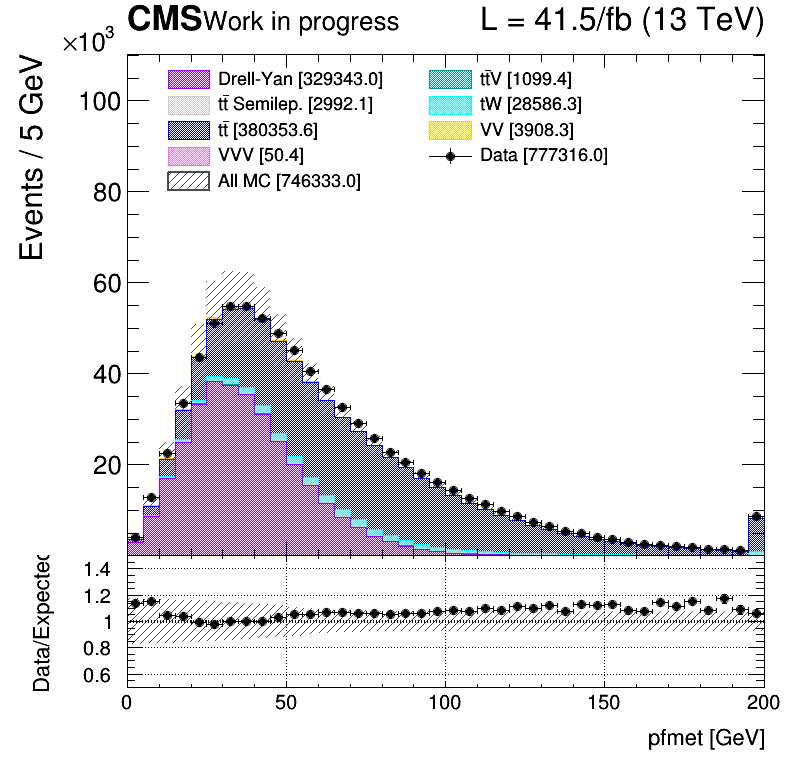 CMS Work in progress L = 41.5/fb (13 TeV)
×10³
Events / 5 GeV
Drell-Yan [329343.0]
tt̄ Semilep. [2992.1]
tt̄ [380353.6]
VVV [50.4]
All MC [746333.0]
tt̄V [1099.4]
tW [28586.3]
VV [3908.3]
Data [777316.0]
100
80
60
40
20
Data/Expected
1.4
1.2
1
0.8
0.6
0 50 100 150 200
pfmet [GeV]